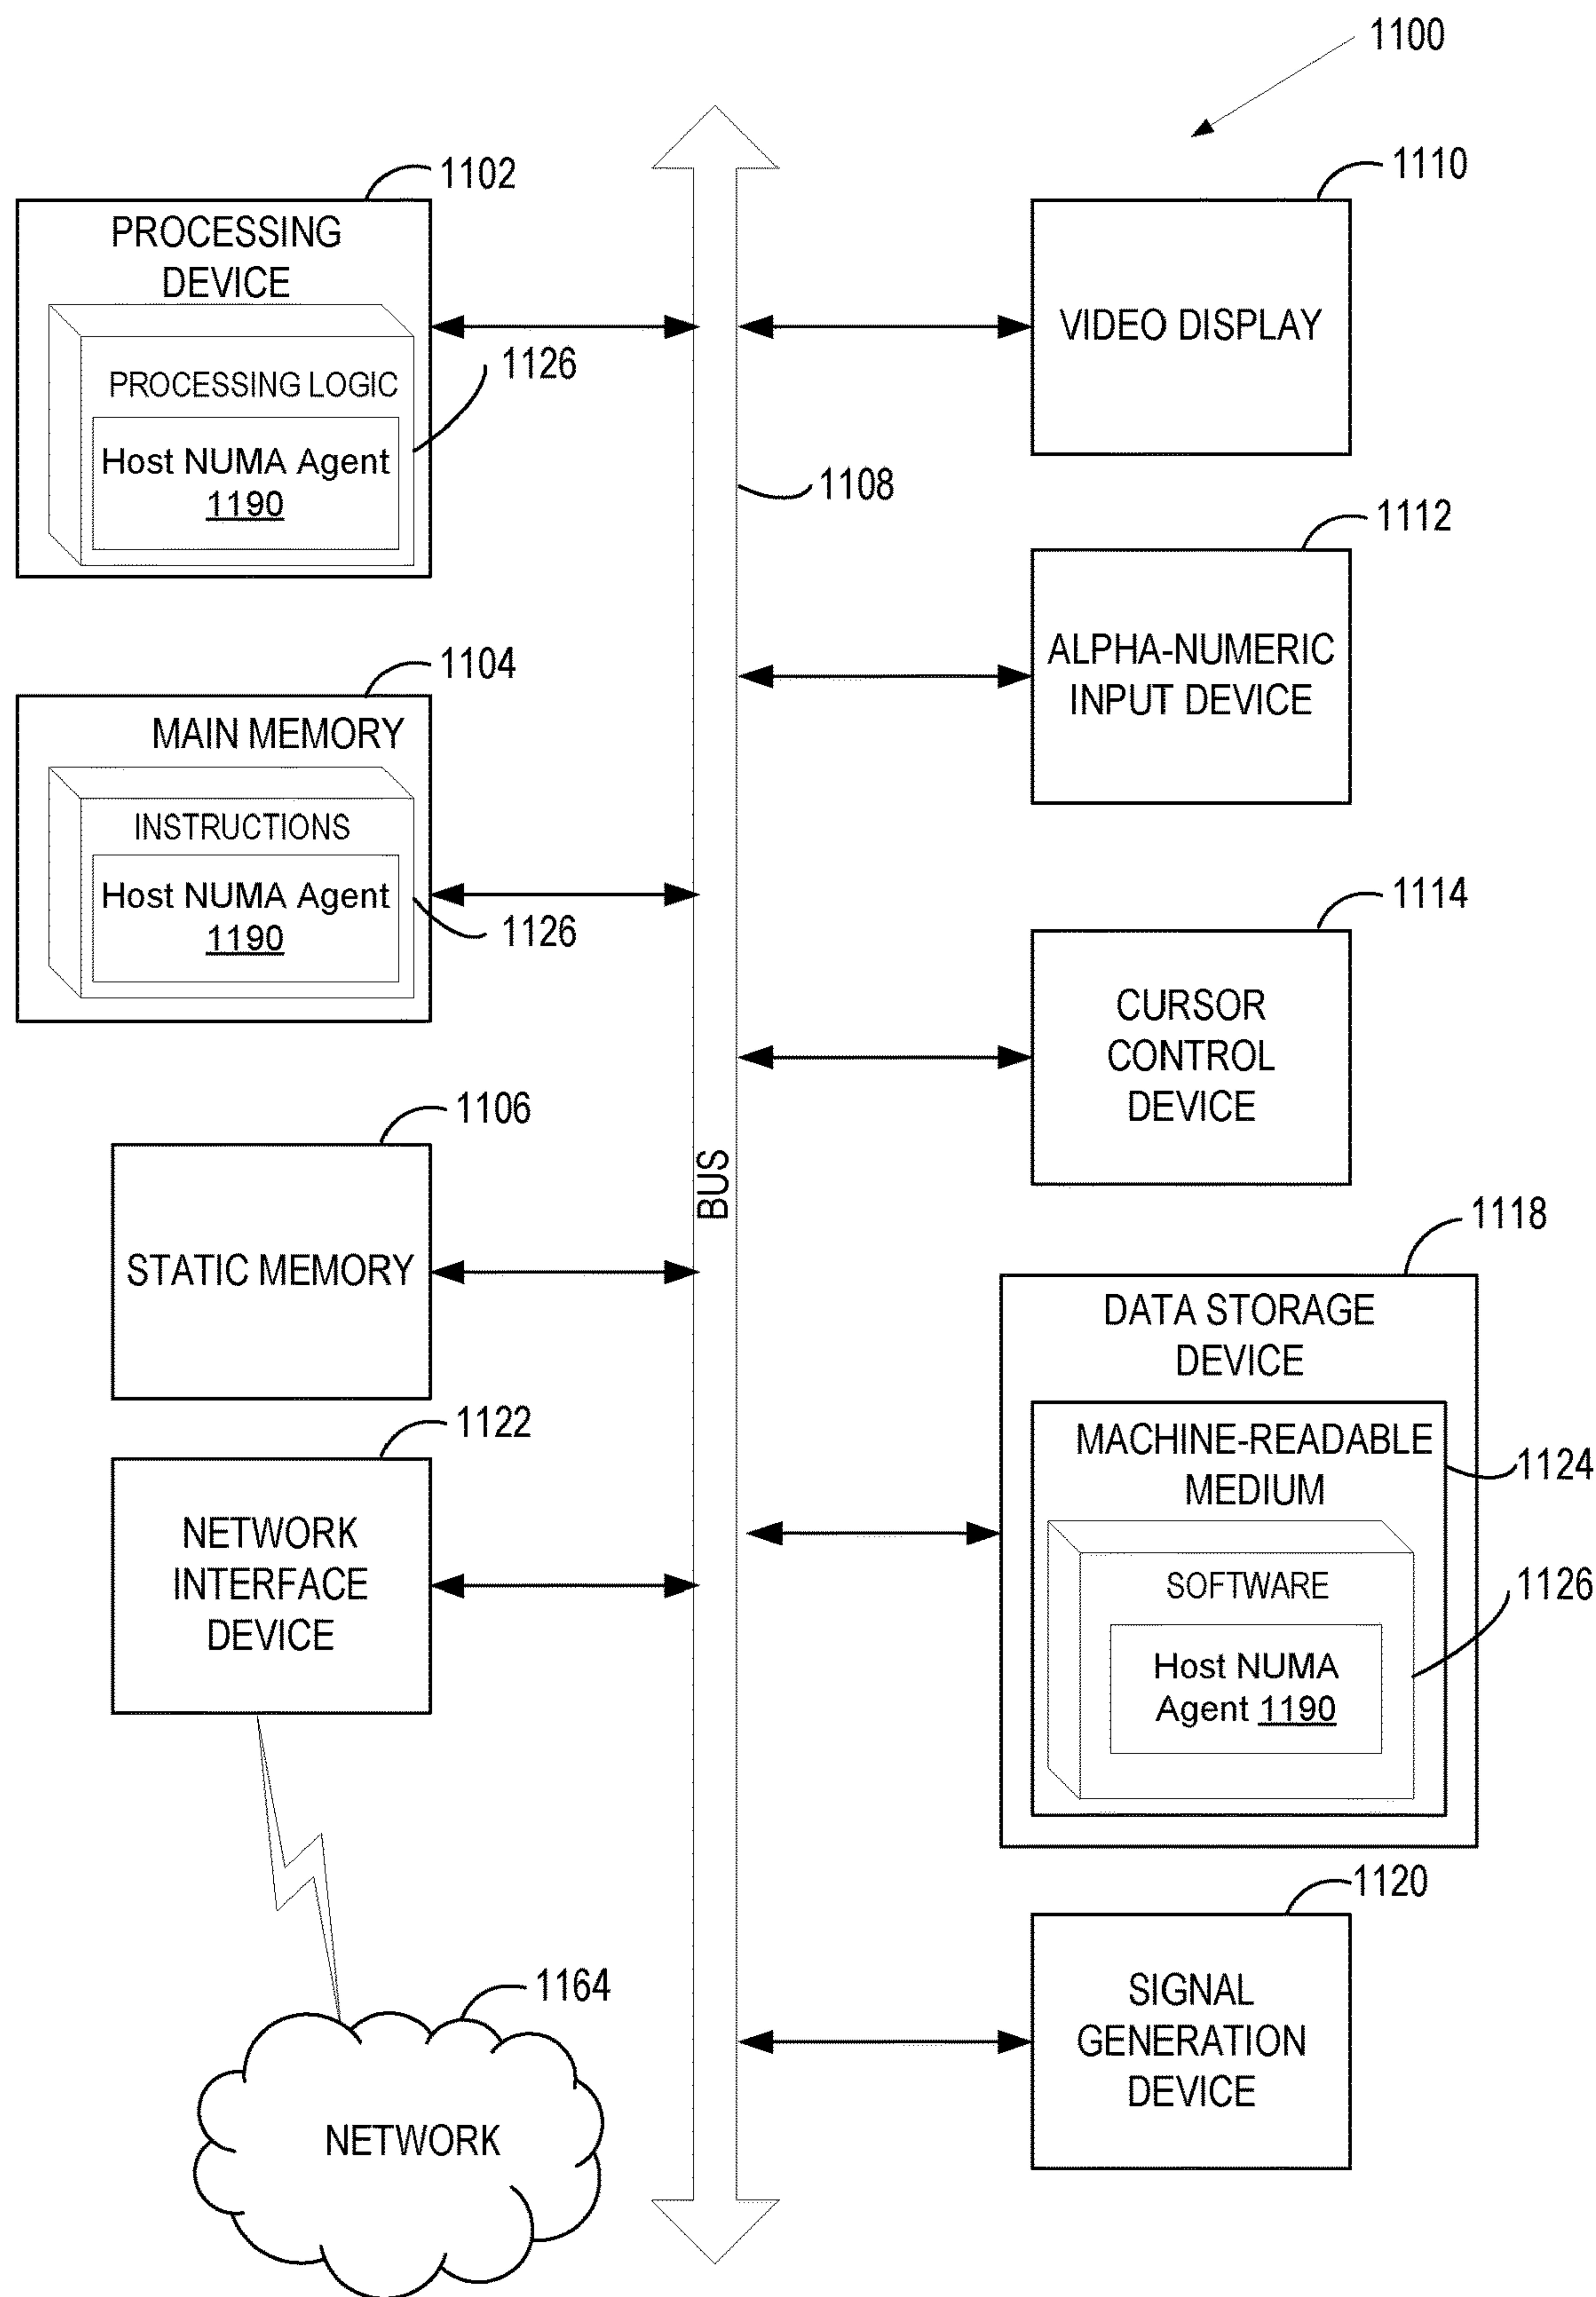 1100
1102
PROCESSING
DEVICE
PROCESSING LOGIC
Host NUMA Agent
1190
1126
1104
MAIN MEMORY
INSTRUCTIONS
Host NUMA Agent
1190
1126
1106
STATIC MEMORY
1122
NETWORK
INTERFACE
DEVICE
1164
NETWORK
1108
BUS
1110
VIDEO DISPLAY
1112
ALPHA-NUMERIC
INPUT DEVICE
1114
CURSOR
CONTROL
DEVICE
1118
DATA STORAGE
DEVICE
MACHINE-READABLE
MEDIUM
1124
SOFTWARE
1126
Host NUMA
Agent 1190
1120
SIGNAL
GENERATION
DEVICE